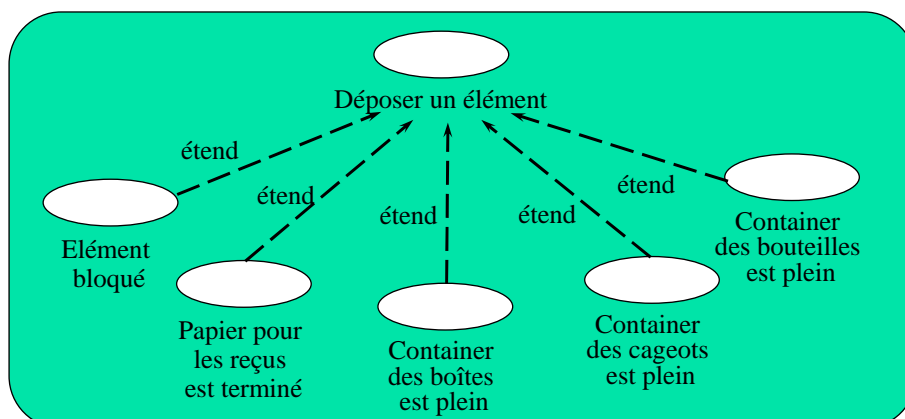 Déposer un élément
étend
étend
étend
étend
étend
Elément
bloqué
Papier pour
les reçus
est terminé
Container
des boîtes
est plein
Container
des cageots
est plein
Container
des bouteilles
est plein